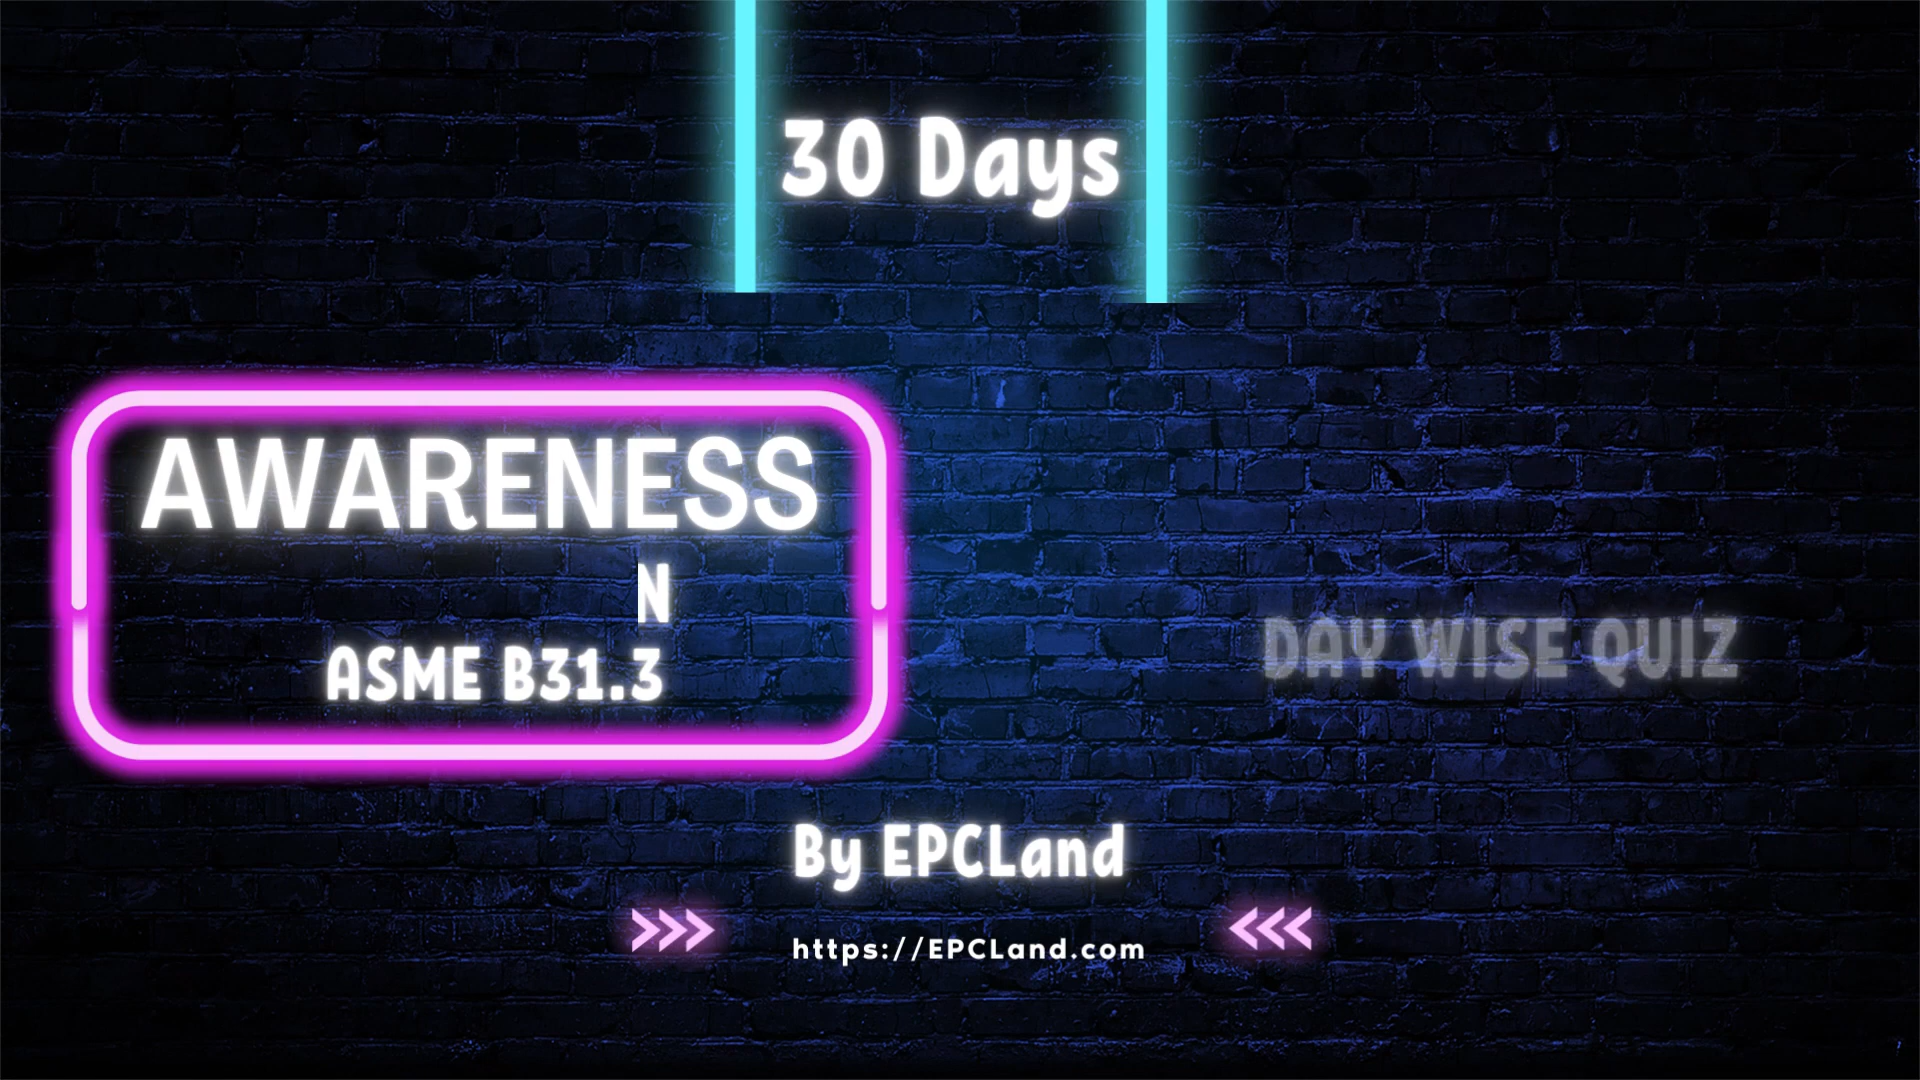 30 Days
AWARENESS
N
ASME B31.3
DAY WISE QUIZ
By EPCLand
>>>
<<<
https://EPCLand.com